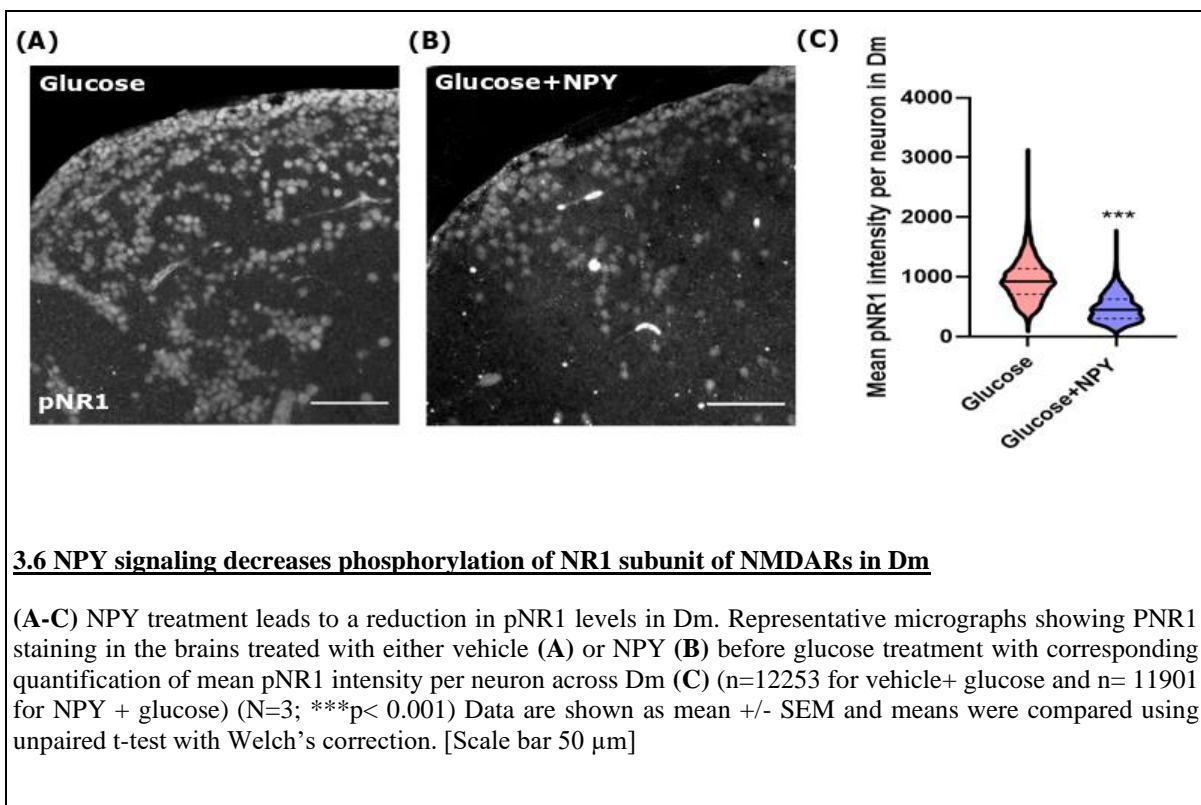 (A)
(B)
(C)
Glucose
pNR1
Glucose+NPY
Mean pNR1 intensity per neuron in Dm
4000
3000
2000
1000
0
***
Glucose
Glucose+NPY
3.6 NPY signaling decreases phosphorylation of NR1 subunit of NMDARs in Dm
(A-C) NPY treatment leads to a reduction in pNR1 levels in Dm. Representative micrographs showing PNR1
staining in the brains treated with either vehicle (A) or NPY (B) before glucose treatment with corresponding
quantification of mean pNR1 intensity per neuron across Dm (C) (n=12253 for vehicle+ glucose and n= 11901
for NPY + glucose) (N=3; ***p< 0.001) Data are shown as mean +/- SEM and means were compared using
unpaired t-test with Welch's correction. [Scale bar 50 µm]